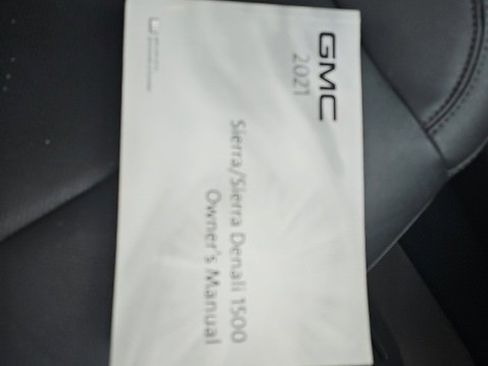 GMC
2021
Sierra/Sierra Denali 1500
Owner's Manual